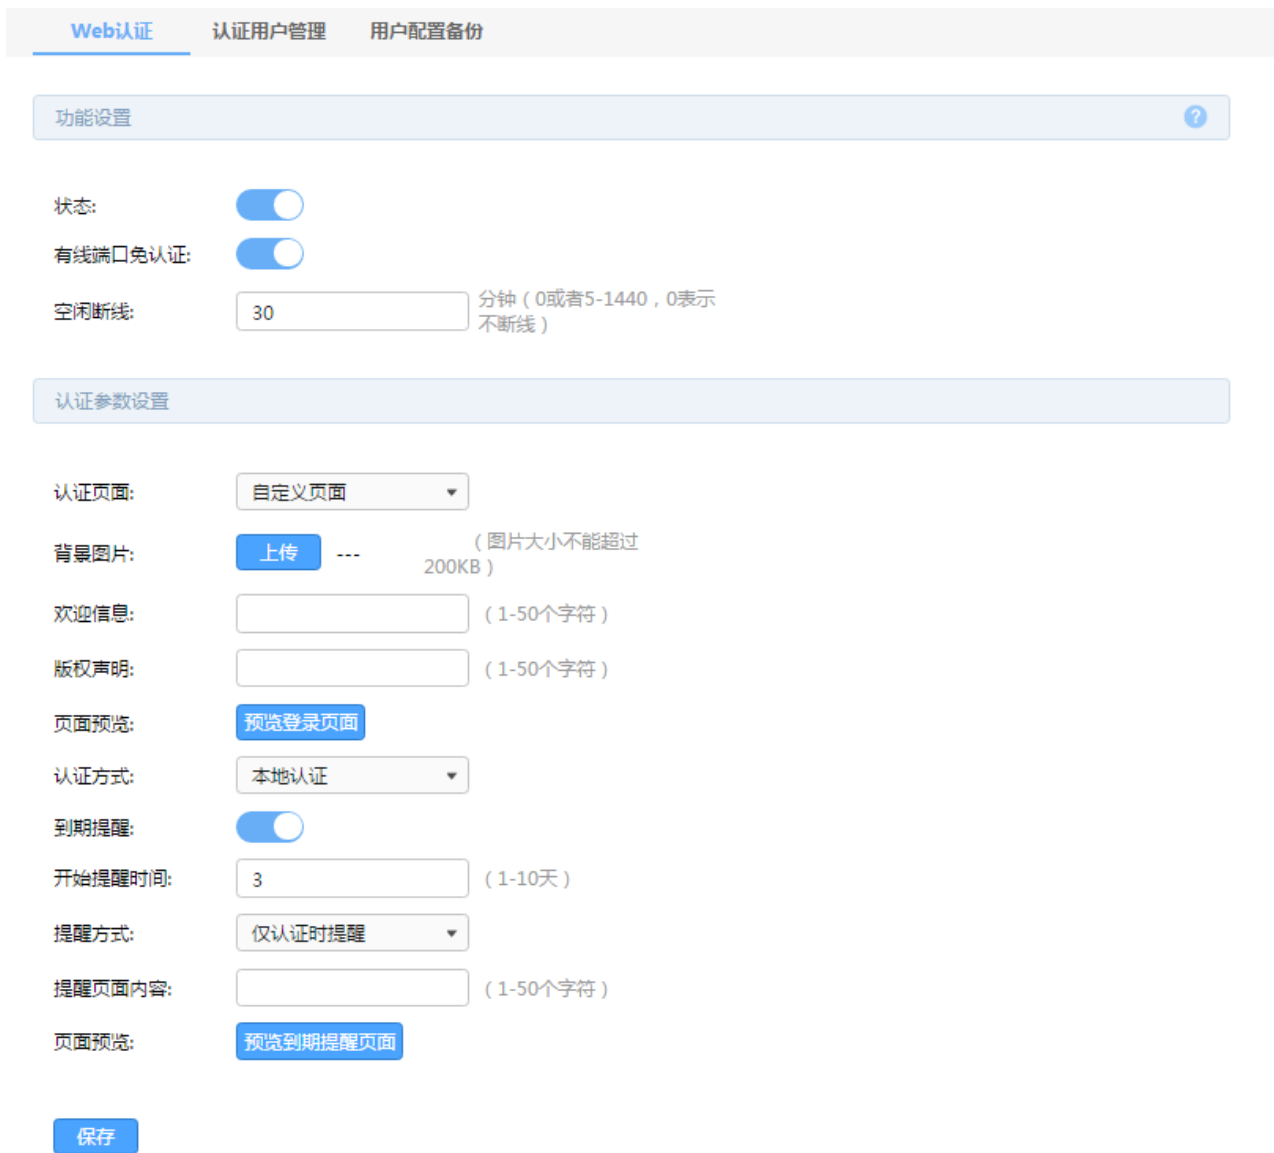 Web认证 认证用户管理 用户配置备份
功能设置 ?
状态:
有线端口免认证:
空闲断线: 30 分钟（0或者5-1440，0表示
不断线）
认证参数设置
认证页面: 自定义页面
背景图片: 上传 --- （图片大小不能超过
200KB）
欢迎信息: （1-50个字符）
版权声明: （1-50个字符）
页面预览: 预览登录页面
认证方式: 本地认证
到期提醒:
开始提醒时间: 3 （1-10天）
提醒方式: 仅认证时提醒
提醒页面内容: （1-50个字符）
页面预览: 预览到期提醒页面
保存